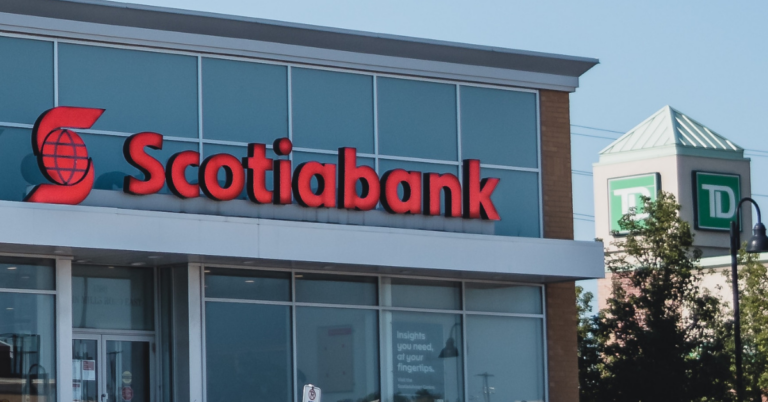 Scotiabank
TD
TD
Insights
you need,
at your
fingertips.